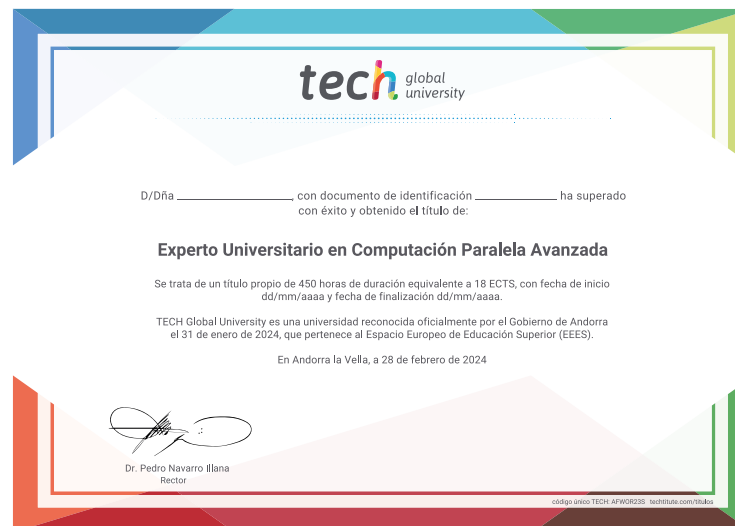 tech global university
D/Dña ____________________, con documento de identificación ______________ ha superado
con éxito y obtenido el título de:
Experto Universitario en Computación Paralela Avanzada
Se trata de un título propio de 450 horas de duración equivalente a 18 ECTS, con fecha de inicio
dd/mm/aaaa y fecha de finalización dd/mm/aaaa.
TECH Global University es una universidad reconocida oficialmente por el Gobierno de Andorra
el 31 de enero de 2024, que pertenece al Espacio Europeo de Educación Superior (EEES).
En Andorra la Vella, a 28 de febrero de 2024
Dr. Pedro Navarro Illana
Rector
código único TECH: AFWOR23S techtitute.com/titulos